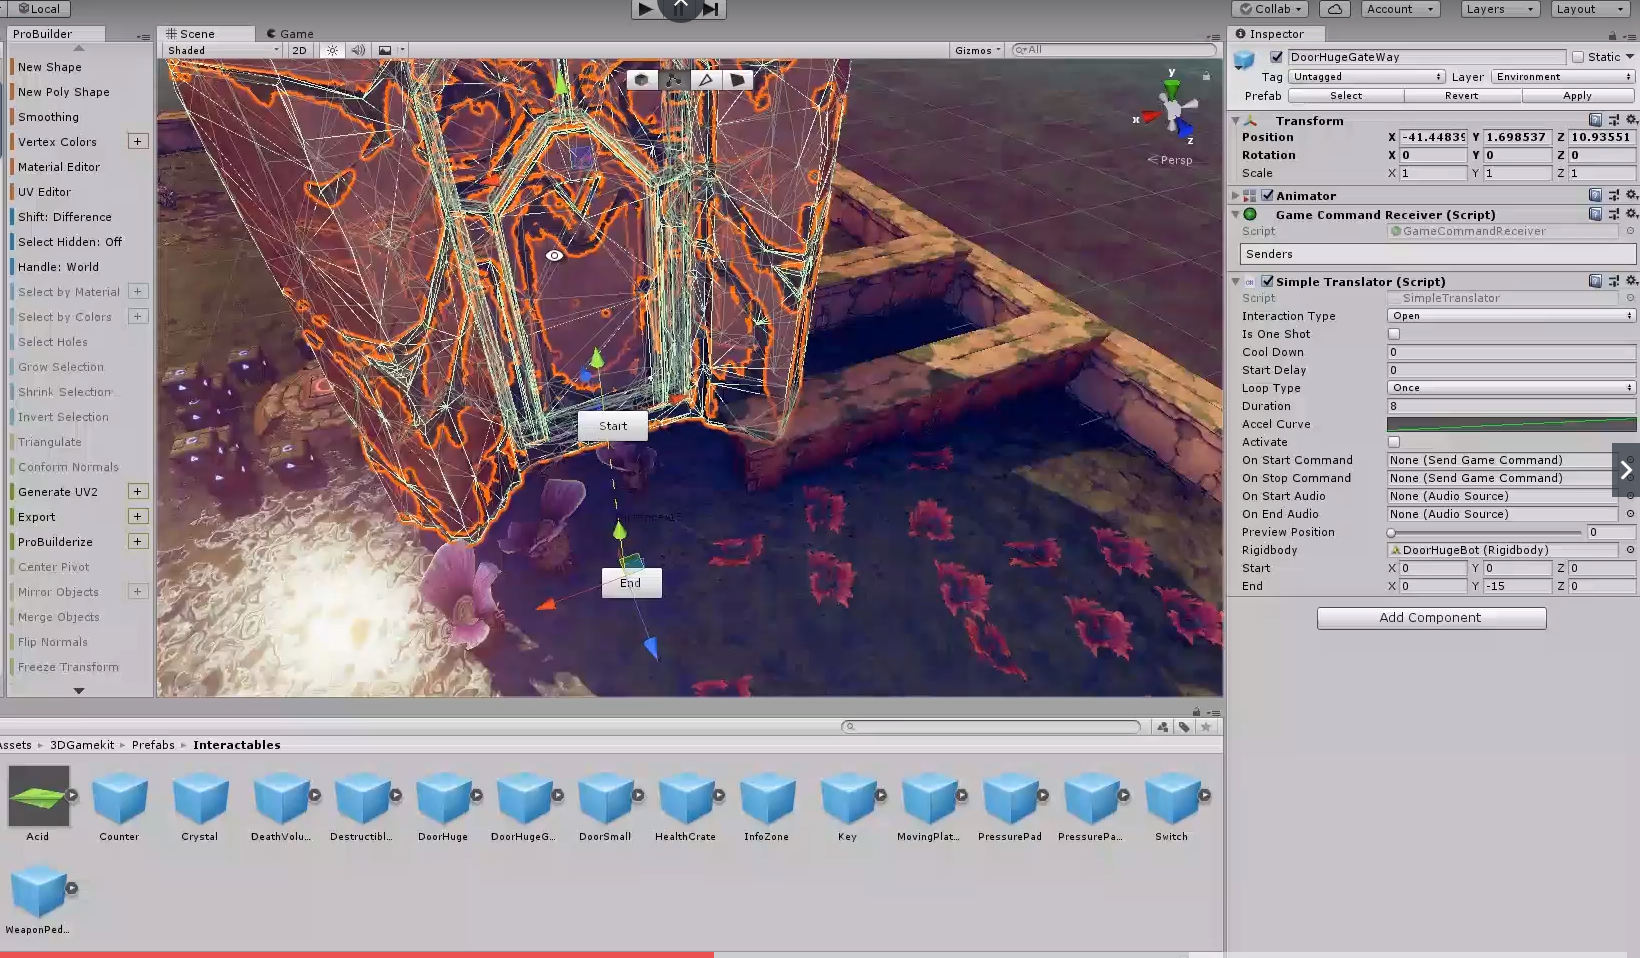 Local
Collab
Account
Layers
Layout
ProBuilder
Scene
Game
Inspector
Shaded
2D
Gizmos
All
DoorHugeGateWay
Static
Tag Untagged Layer Environment
Prefab Select Revert Apply
Transform
Position X -41.44839 Y 1.698537 Z 10.93551
Rotation X 0 Y 0 Z 0
Scale X 1 Y 1 Z 1
Animator
Game Command Receiver (Script)
Script GameCommandReceiver
Senders
Simple Translator (Script)
Script SimpleTranslator
Interaction Type Open
Is One Shot
Cool Down 0
Start Delay 0
Loop Type Once
Duration 8
Accel Curve
Activate
On Start Command None (Send Game Command)
On Stop Command None (Send Game Command)
On Start Audio None (Audio Source)
On End Audio None (Audio Source)
Preview Position 0
Rigidbody DoorHugeBot (Rigidbody)
Start X 0 Y 0 Z 0
End X 0 Y -15 Z 0
Add Component
New Shape
New Poly Shape
Smoothing
Vertex Colors +
Material Editor
UV Editor
Shift: Difference
Select Hidden: Off
Handle: World
Select by Material +
Select by Colors +
Select Holes
Grow Selection
Shrink Selection
Invert Selection
Triangulate
Conform Normals
Generate UV2 +
Export +
ProBuilderize +
Center Pivot
Mirror Objects +
Merge Objects
Flip Normals
Freeze Transform
y
x
z
Persp
Start
End
Assets 3DGamekit Prefabs Interactables
Acid
Counter
Crystal
DeathVolu...
Destructibl...
DoorHuge
DoorHugeG...
DoorSmall
HealthCrate
InfoZone
Key
MovingPlat...
PressurePad
PressurePa...
Switch
WeaponPed...